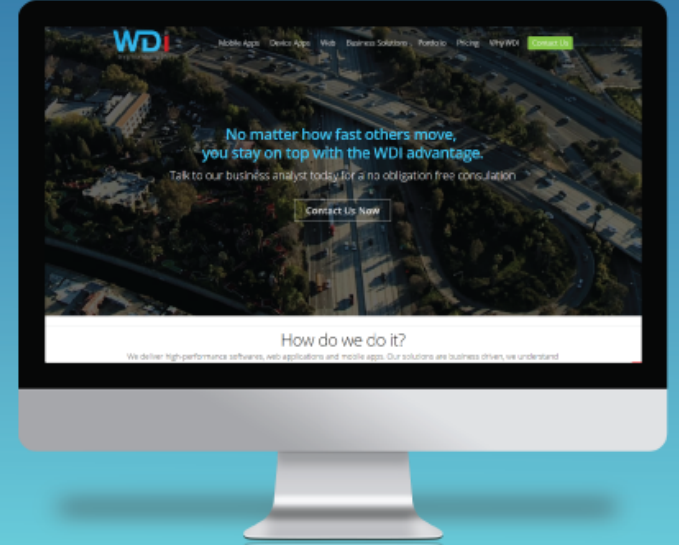 WDI
Mobile Apps Device Apps Web Business Solutions Portfolio Pricing Why WDI Contact Us
No matter how fast others move,
you stay on top with the WDI advantage.
Talk to our business analyst today for a no obligation free consulation
Contact Us Now
How do we do it?
We deliver high-performance softwares, web applications and mobile apps. Our solutions are business driven, we understand